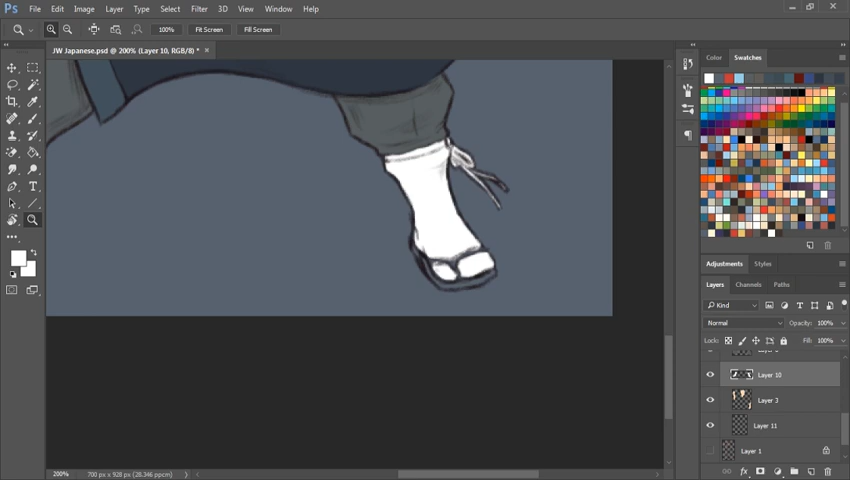 Ps File Edit Image Layer Type Select Filter 3D View Window Help
100% Fit Screen Fill Screen
JW Japanese.psd @ 200% (Layer 10, RGB/8) * ×
Color Swatches
Adjustments Styles
Layers Channels Paths
Kind
Normal Opacity: 100%
Lock: Fill: 100%
Layer 10
Layer 3
Layer 11
Layer 1
fx
200% 700 px x 928 px (28.346 ppcm)